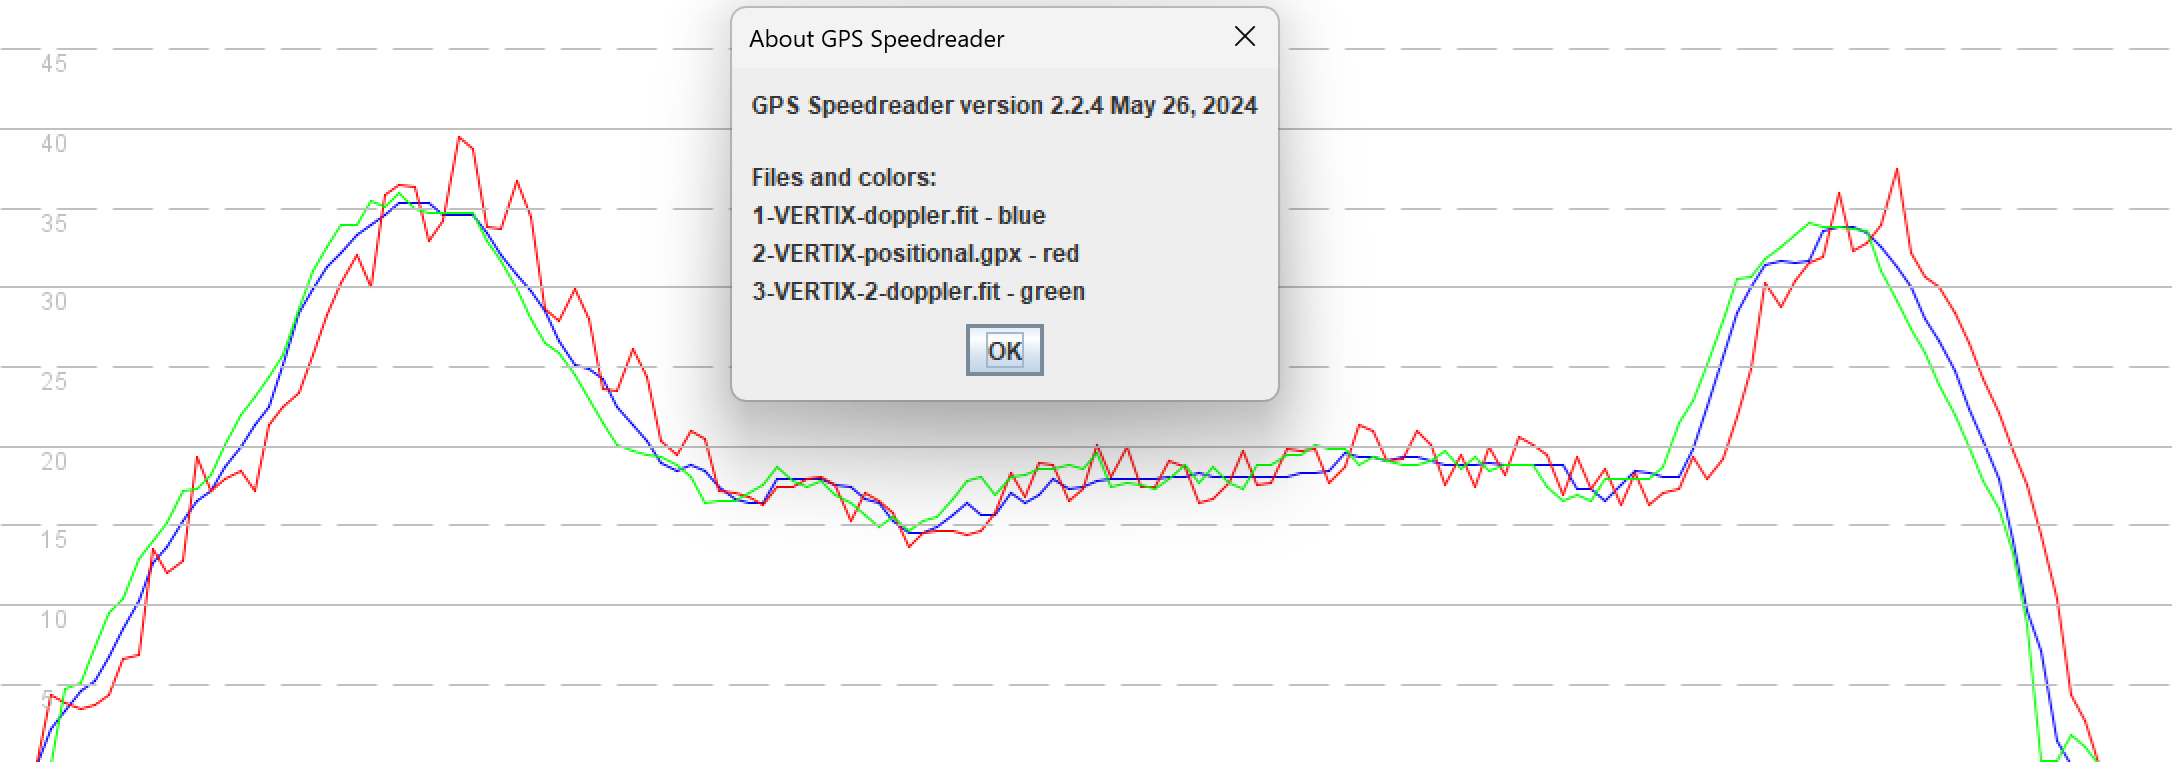 About GPS Speedreader
GPS Speedreader version 2.2.4 May 26, 2024
Files and colors:
1-VERTIX-doppler.fit - blue
2-VERTIX-positional.gpx - red
3-VERTIX-2-doppler.fit - green
OK
45
40
35
30
25
20
15
10
5